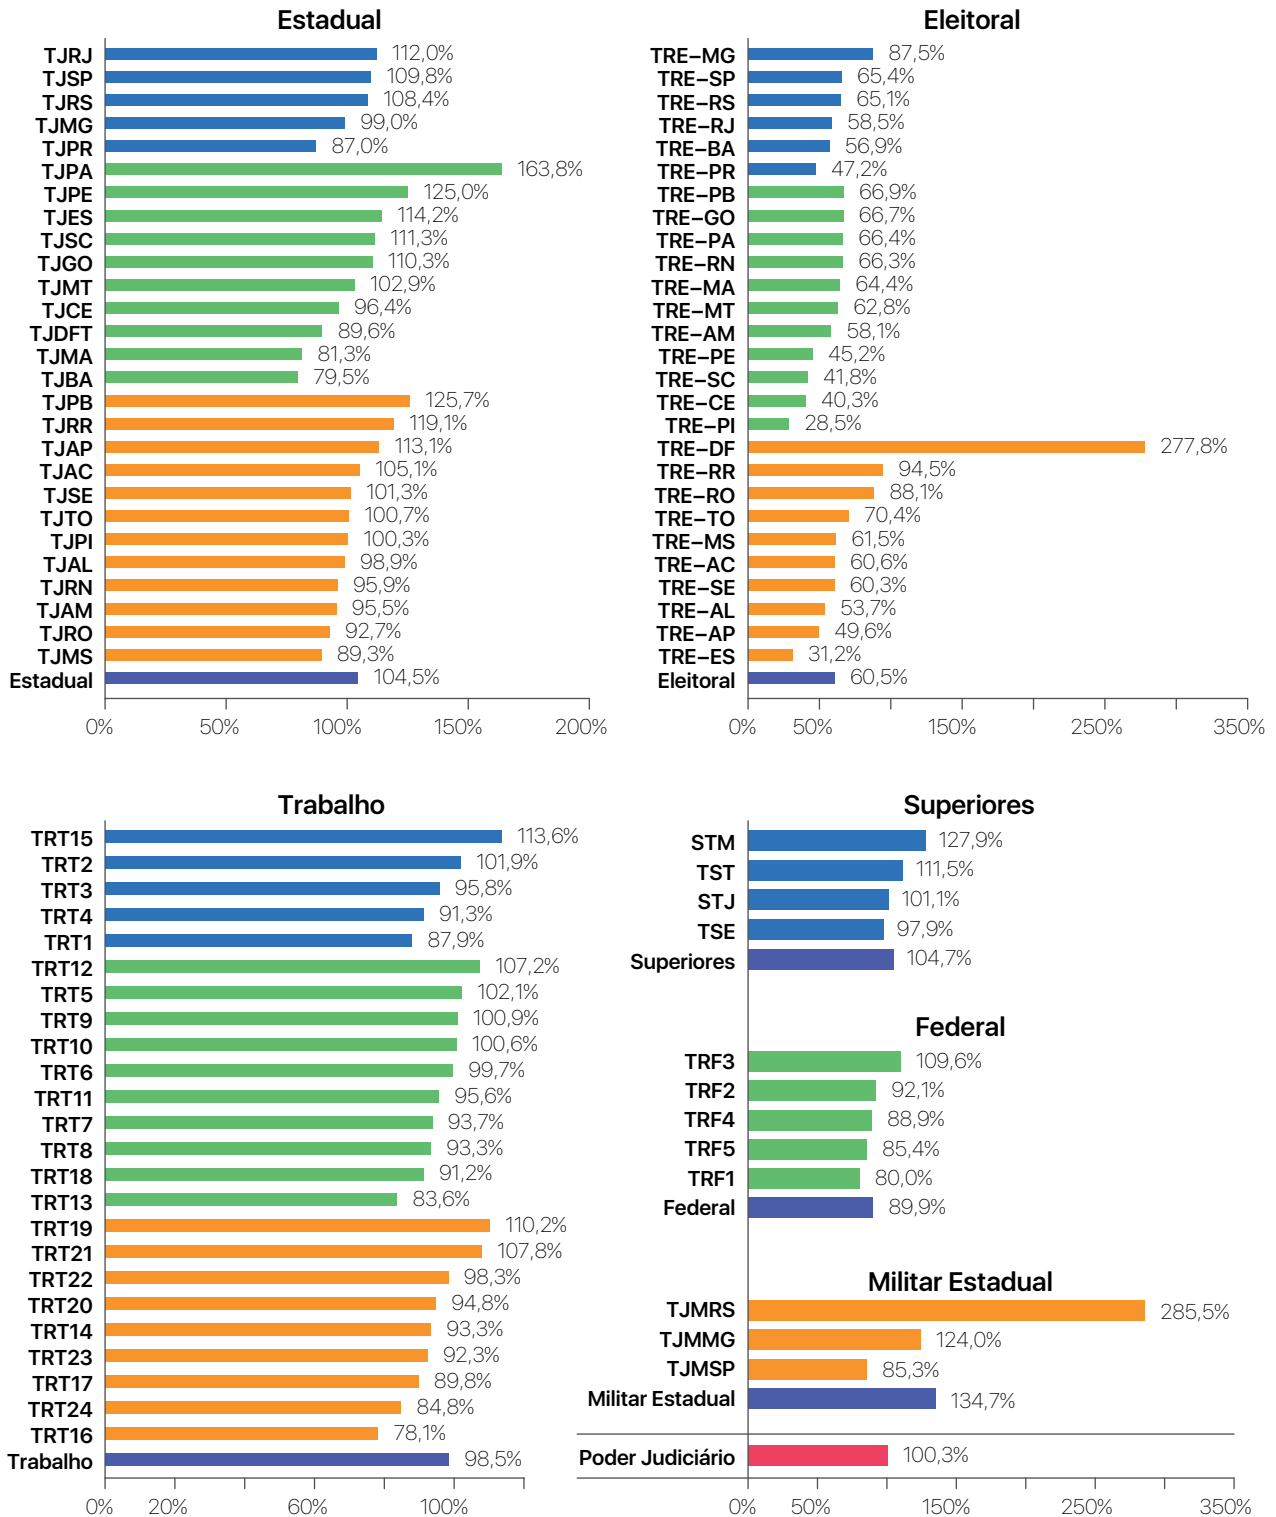 Estadual
TJRJ 112,0%
TJSP 109,8%
TJRS 108,4%
TJMG 99,0%
TJPR 87,0%
TJPA 163,8%
TJPE 125,0%
TJES 114,2%
TJSC 111,3%
TJGO 110,3%
TJMT 102,9%
TJCE 96,4%
TJDFT 89,6%
TJMA 81,3%
TJBA 79,5%
TJPB 125,7%
TJRR 119,1%
TJAP 113,1%
TJAC 105,1%
TJSE 101,3%
TJTO 100,7%
TJPI 100,3%
TJAL 98,9%
TJRN 95,9%
TJAM 95,5%
TJRO 92,7%
TJMS 89,3%
Estadual 104,5%
0% 50% 100% 150% 200%
Eleitoral
TRE–MG 87,5%
TRE–SP 65,4%
TRE–RS 65,1%
TRE–RJ 58,5%
TRE–BA 56,9%
TRE–PR 47,2%
TRE–PB 66,9%
TRE–GO 66,7%
TRE–PA 66,4%
TRE–RN 66,3%
TRE–MA 64,4%
TRE–MT 62,8%
TRE–AM 58,1%
TRE–PE 45,2%
TRE–SC 41,8%
TRE–CE 40,3%
TRE–PI 28,5%
TRE–DF 277,8%
TRE–RR 94,5%
TRE–RO 88,1%
TRE–TO 70,4%
TRE–MS 61,5%
TRE–AC 60,6%
TRE–SE 60,3%
TRE–AL 53,7%
TRE–AP 49,6%
TRE–ES 31,2%
Eleitoral 60,5%
0% 50% 150% 250% 350%
Trabalho
TRT15 113,6%
TRT2 101,9%
TRT3 95,8%
TRT4 91,3%
TRT1 87,9%
TRT12 107,2%
TRT5 102,1%
TRT9 100,9%
TRT10 100,6%
TRT6 99,7%
TRT11 95,6%
TRT7 93,7%
TRT8 93,3%
TRT18 91,2%
TRT13 83,6%
TRT19 110,2%
TRT21 107,8%
TRT22 98,3%
TRT20 94,8%
TRT14 93,3%
TRT23 92,3%
TRT17 89,8%
TRT24 84,8%
TRT16 78,1%
Trabalho 98,5%
0% 20% 60% 100%
Superiores
STM 127,9%
TST 111,5%
STJ 101,1%
TSE 97,9%
Superiores 104,7%
Federal
TRF3 109,6%
TRF2 92,1%
TRF4 88,9%
TRF5 85,4%
TRF1 80,0%
Federal 89,9%
Militar Estadual
TJMRS 285,5%
TJMMG 124,0%
TJMSP 85,3%
Militar Estadual 134,7%
Poder Judiciário 100,3%
0% 50% 150% 250% 350%